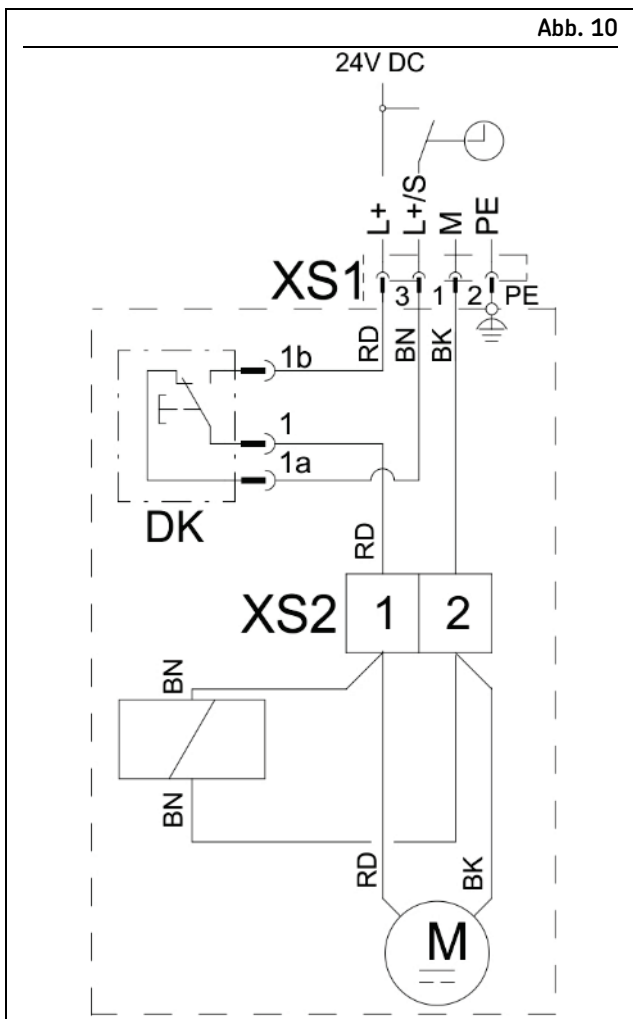 Abb. 10
24V DC
L+ L+/S M PE
XS1 3 1 2 PE
RD BN BK
1b
1
1a
DK
RD
XS2 1 2
BN
BN
RD BK
M